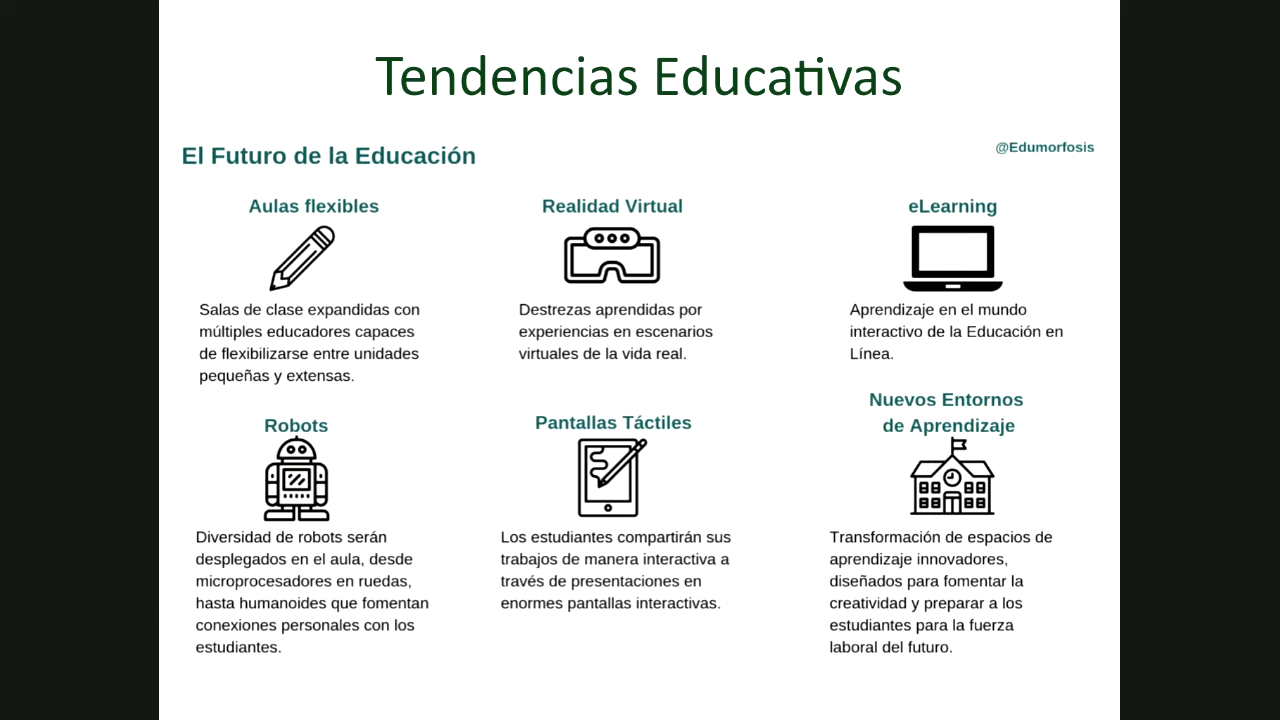 Tendencias Educativas
El Futuro de la Educación
@Edumorfosis
Aulas flexibles
Salas de clase expandidas con
múltiples educadores capaces
de flexibilizarse entre unidades
pequeñas y extensas.
Realidad Virtual
Destrezas aprendidas por
experiencias en escenarios
virtuales de la vida real.
eLearning
Aprendizaje en el mundo
interactivo de la Educación en
Línea.
Robots
Diversidad de robots serán
desplegados en el aula, desde
microprocesadores en ruedas,
hasta humanoides que fomentan
conexiones personales con los
estudiantes.
Pantallas Táctiles
Los estudiantes compartirán sus
trabajos de manera interactiva a
través de presentaciones en
enormes pantallas interactivas.
Nuevos Entornos
de Aprendizaje
Transformación de espacios de
aprendizaje innovadores,
diseñados para fomentar la
creatividad y preparar a los
estudiantes para la fuerza
laboral del futuro.